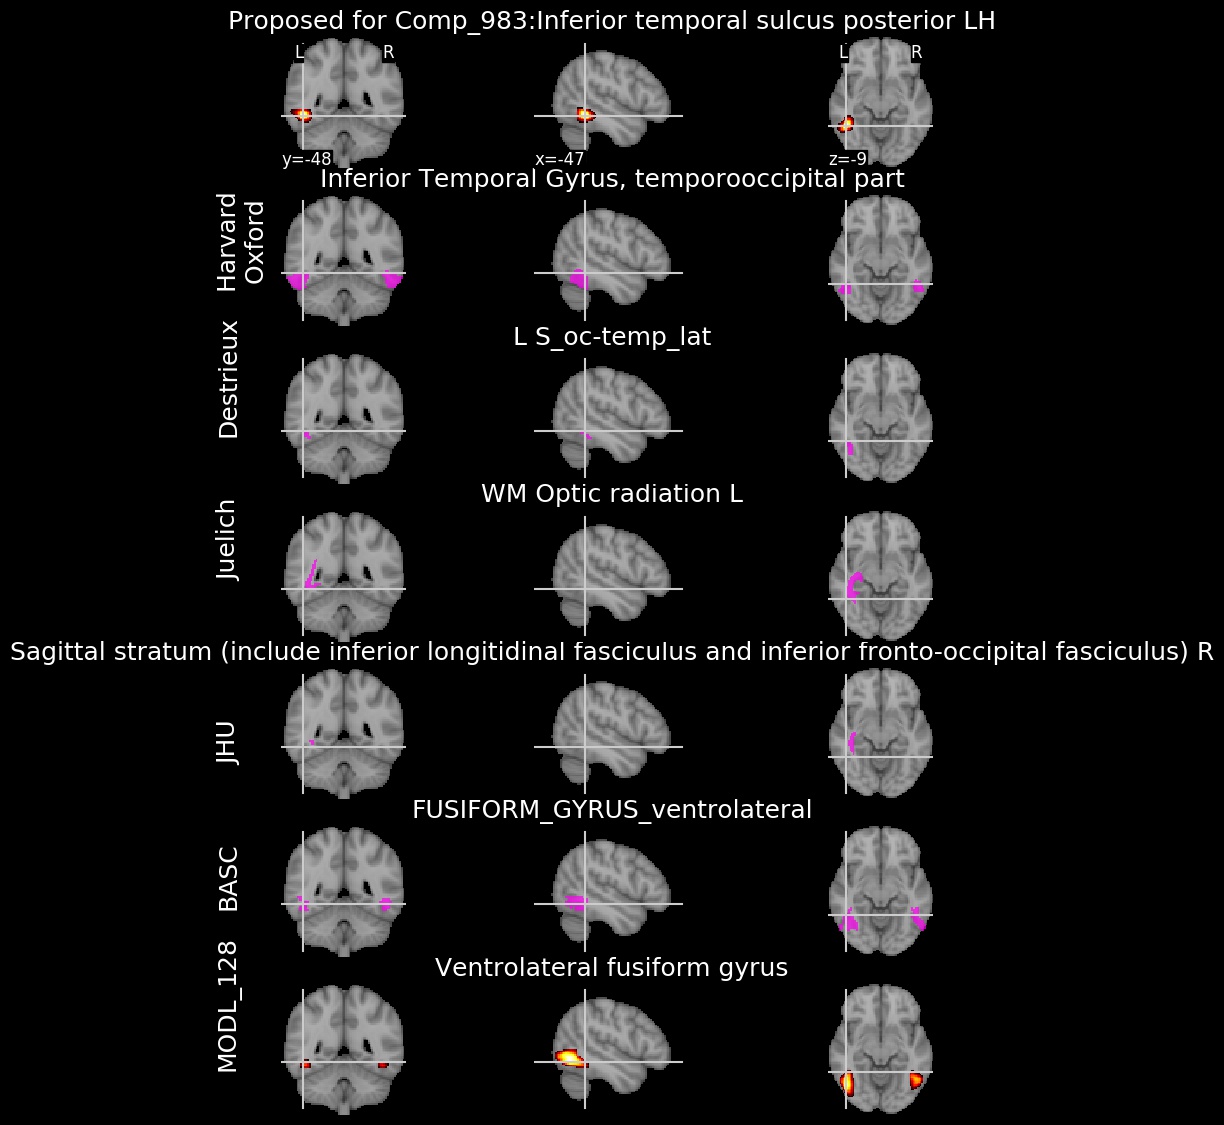 Proposed for Comp_983:Inferior temporal sulcus posterior LH
L R L R
y=-48 x=-47 z=-9
Inferior Temporal Gyrus, temporooccipital part
Harvard
Oxford
L S_oc-temp_lat
Destrieux
WM Optic radiation L
Juelich
Sagittal stratum (include inferior longitidinal fasciculus and inferior fronto-occipital fasciculus) R
JHU
FUSIFORM_GYRUS_ventrolateral
BASC
Ventrolateral fusiform gyrus
MODL_128